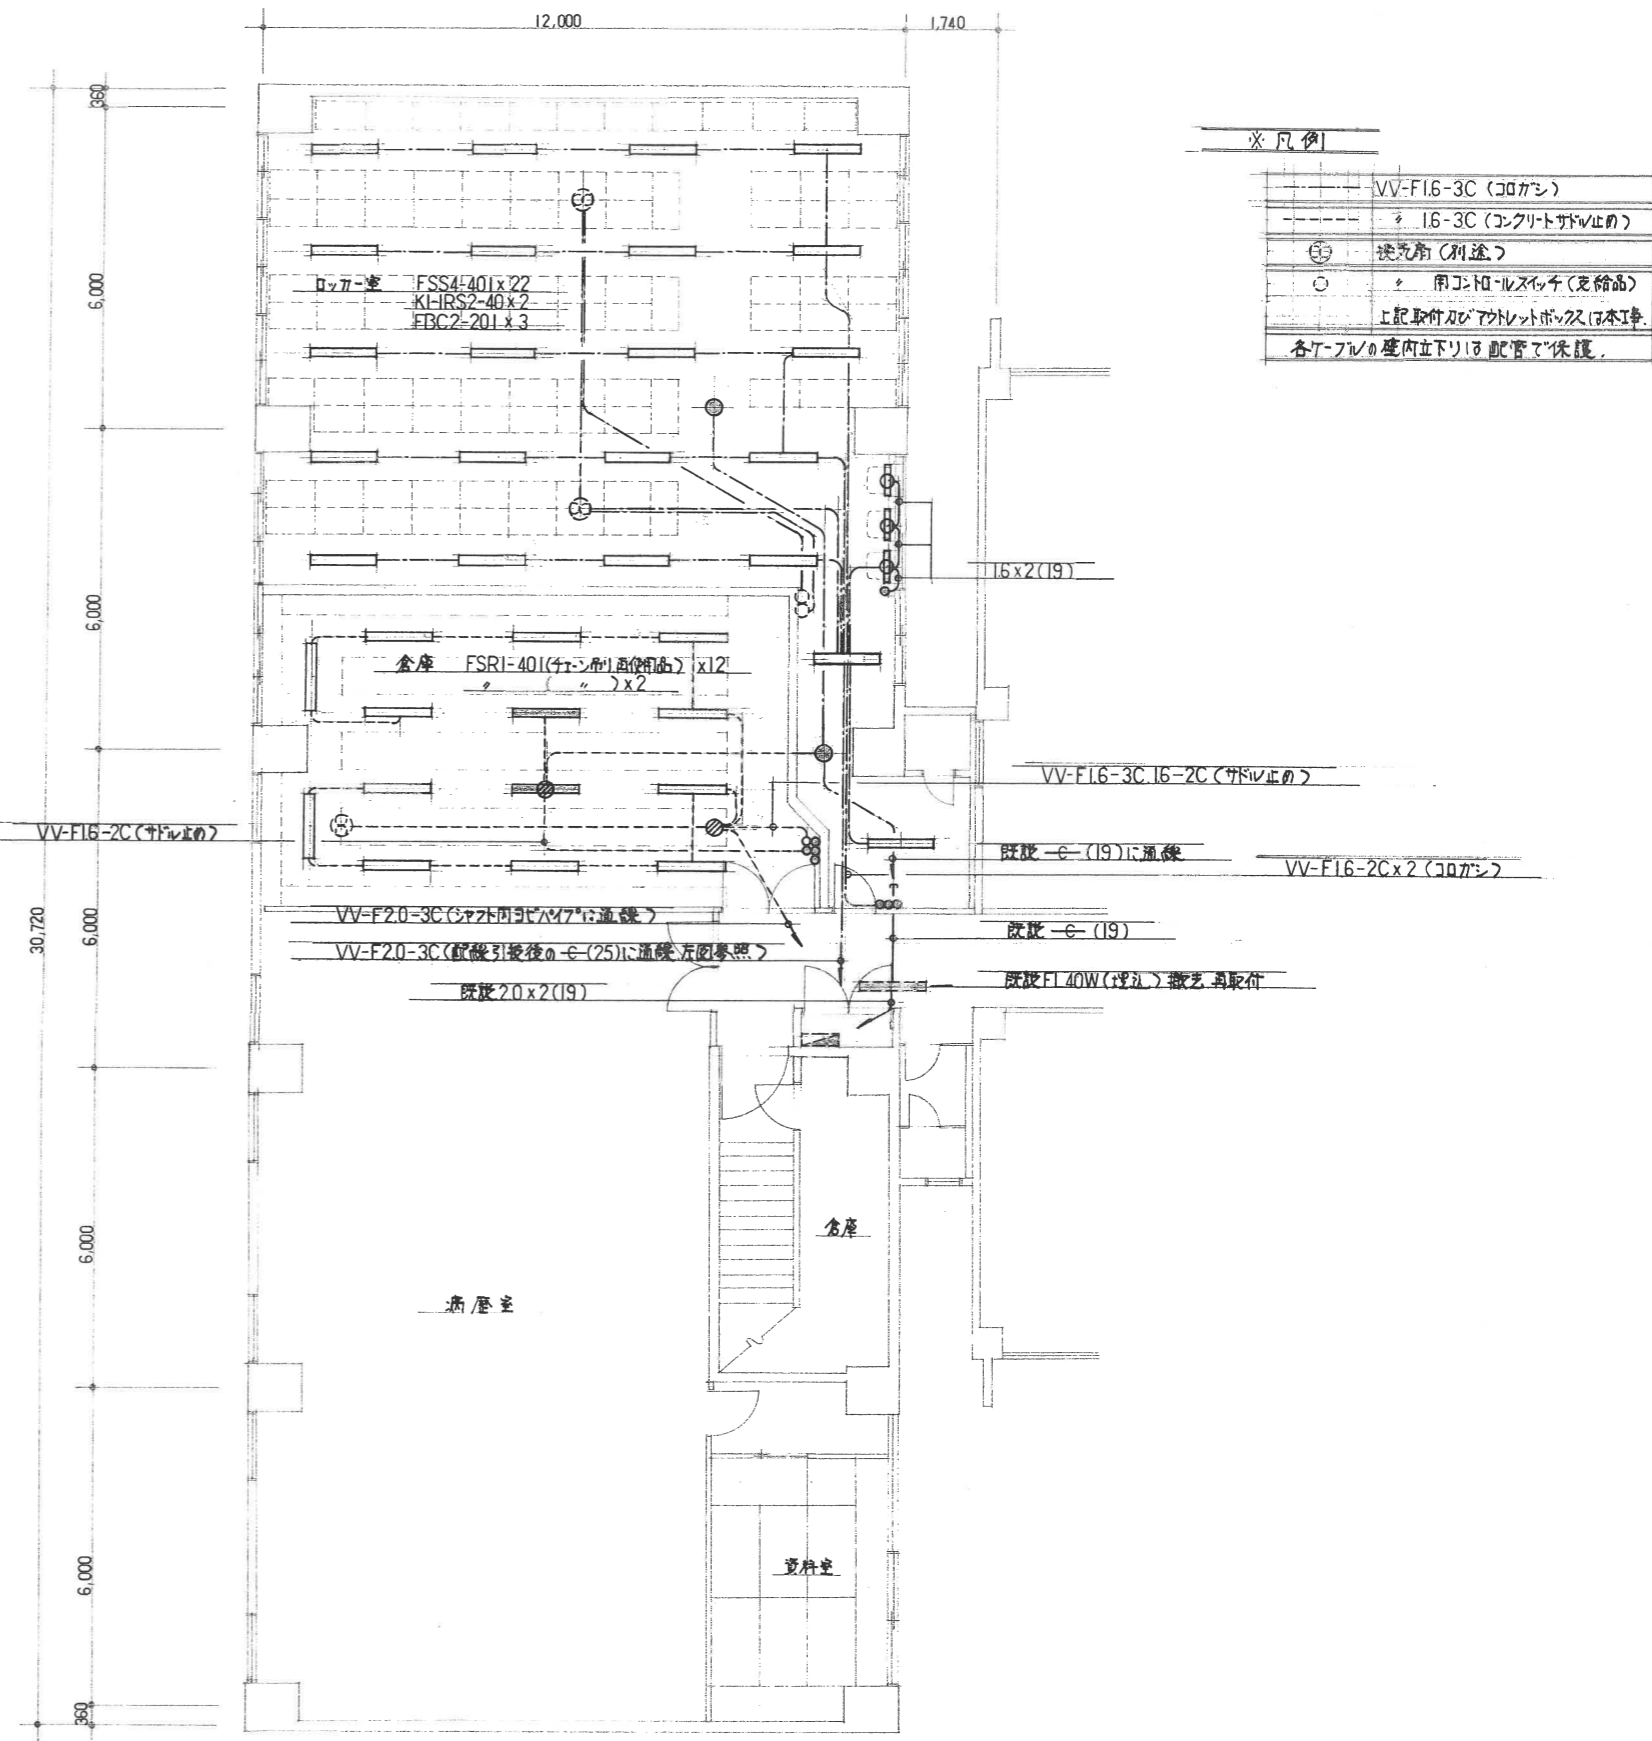 12,000
1,740
360
※ 凡例
VV-F1.6-3C (コロガシ)
〃 1.6-3C (コンクリートサドル止め)
換気扇 (別途)
〃 用コントロールスイッチ (支給品)
上記取付及びアウトレットボックスは本工事.
各ケーブルの壁内立下りは配管で保護.
6,000
ロッカー室 FSS4-401×22
KI-IRS2-40×2
FBC2-201×3
1.6×2(19)
6,000
倉庫 FSR1-401(チェーン吊り再使用品)×12
〃 ( 〃 )×2
VV-F1.6-3C, 1.6-2C (サドル止め)
VV-F1.6-2C (サドル止め)
既設 -C- (19)に通線
VV-F1.6-2C×2 (コロガシ)
VV-F2.0-3C (シャフト内ヨビパイプに通線)
既設 -C- (19)
VV-F2.0-3C (配線引抜後の -C- (25)に通線 左図参照)
既設 2.0×2(19)
既設FL40W (埋込) 撤去 再取付
30,720
6,000
6,000
倉庫
病歴室
6,000
資料室
360